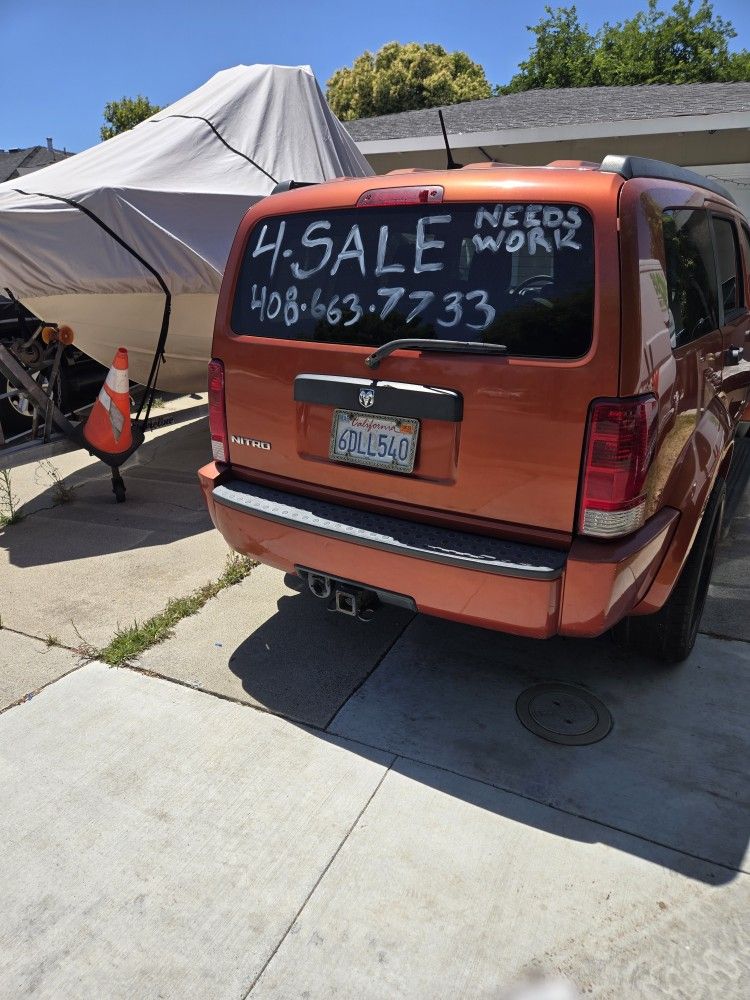 4·SALE
NEEDS
WORK
408·663·7733
California
6DLL540
NITRO